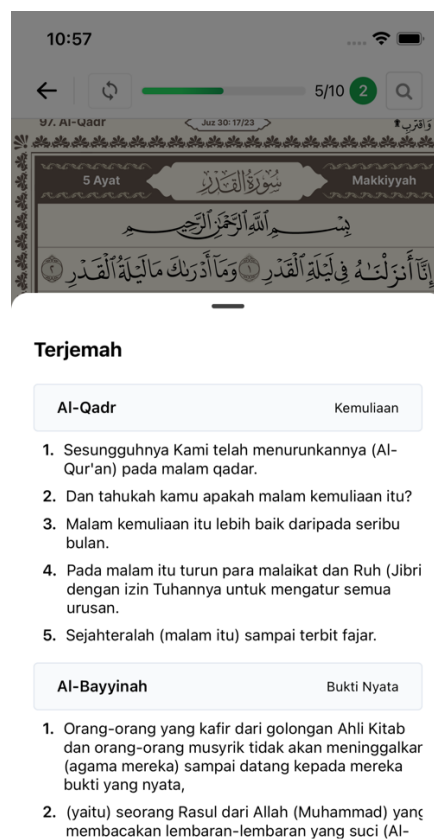 10:57
5/10 2
97. Al-Qadr
Juz 30: 17/23
وَاقْتَرِبْ
5 Ayat
سُورَةُ الْقَدْرِ
Makkiyyah
بِسْمِ اللَّهِ الرَّحْمَٰنِ الرَّحِيمِ
إِنَّا أَنزَلْنَاهُ فِي لَيْلَةِ الْقَدْرِ ١ وَمَا أَدْرَاكَ مَا لَيْلَةُ الْقَدْرِ ٢
Terjemah
Al-Qadr
Kemuliaan
1. Sesungguhnya Kami telah menurunkannya (Al-
Qur'an) pada malam qadar.
2. Dan tahukah kamu apakah malam kemuliaan itu?
3. Malam kemuliaan itu lebih baik daripada seribu
bulan.
4. Pada malam itu turun para malaikat dan Ruh (Jibri
dengan izin Tuhannya untuk mengatur semua
urusan.
5. Sejahteralah (malam itu) sampai terbit fajar.
Al-Bayyinah
Bukti Nyata
1. Orang-orang yang kafir dari golongan Ahli Kitab
dan orang-orang musyrik tidak akan meninggalkar
(agama mereka) sampai datang kepada mereka
bukti yang nyata,
2. (yaitu) seorang Rasul dari Allah (Muhammad) yang
membacakan lembaran-lembaran yang suci (Al-